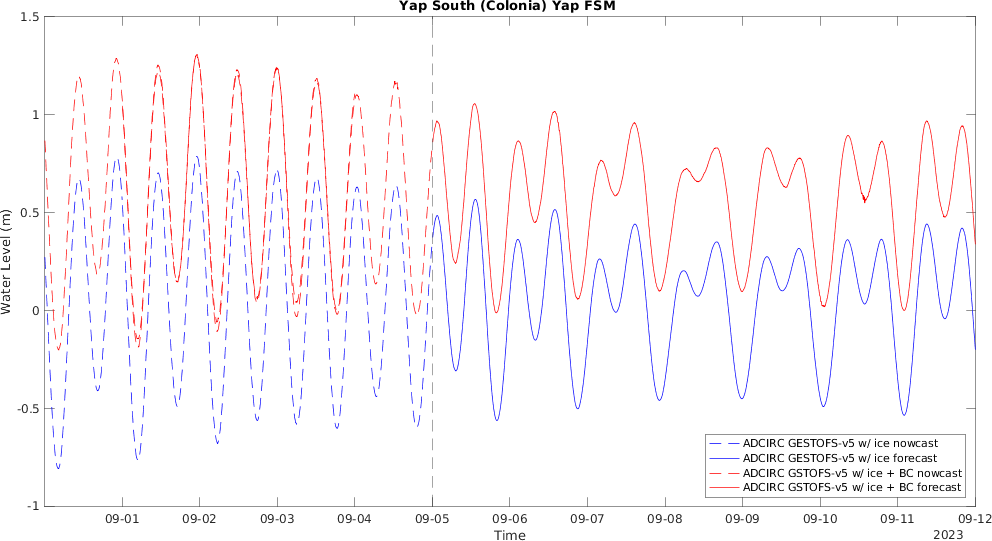 Yap South (Colonia) Yap FSM
1.5
1
0.5
0
-0.5
-1
Water Level (m)
09-01 09-02 09-03 09-04 09-05 09-06 09-07 09-08 09-09 09-10 09-11 09-12
Time
2023
ADCIRC GESTOFS-v5 w/ ice nowcast
ADCIRC GESTOFS-v5 w/ ice forecast
ADCIRC GSTOFS-v5 w/ ice + BC nowcast
ADCIRC GSTOFS-v5 w/ ice + BC forecast